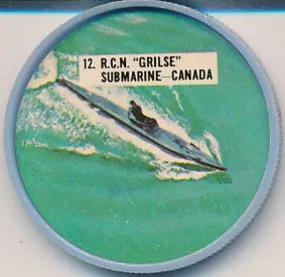 12. R.C.N. "GRILSE"
SUBMARINE—CANADA